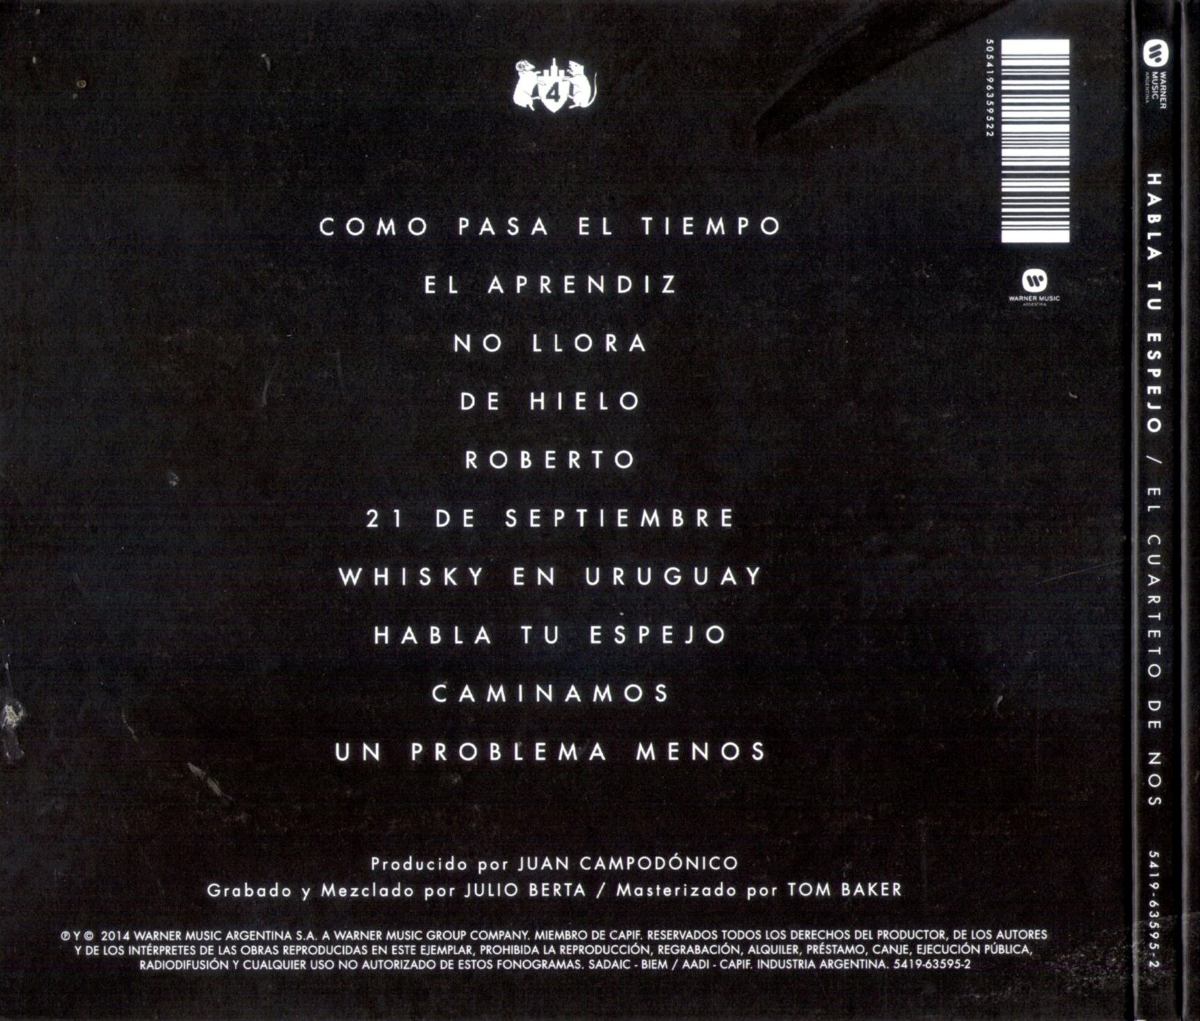 4
5054196359522
WARNER MUSIC
ARGENTINA
COMO PASA EL TIEMPO
EL APRENDIZ
NO LLORA
DE HIELO
ROBERTO
21 DE SEPTIEMBRE
WHISKY EN URUGUAY
HABLA TU ESPEJO
CAMINAMOS
UN PROBLEMA MENOS
Producido por JUAN CAMPODÓNICO
Grabado y Mezclado por JULIO BERTA / Masterizado por TOM BAKER
℗ Y © 2014 WARNER MUSIC ARGENTINA S.A. A WARNER MUSIC GROUP COMPANY. MIEMBRO DE CAPIF. RESERVADOS TODOS LOS DERECHOS DEL PRODUCTOR, DE LOS AUTORES
Y DE LOS INTÉRPRETES DE LAS OBRAS REPRODUCIDAS EN ESTE EJEMPLAR, PROHIBIDA LA REPRODUCCIÓN, REGRABACIÓN, ALQUILER, PRÉSTAMO, CANJE, EJECUCIÓN PÚBLICA,
RADIODIFUSIÓN Y CUALQUIER USO NO AUTORIZADO DE ESTOS FONOGRAMAS. SADAIC - BIEM / AADI - CAPIF. INDUSTRIA ARGENTINA. 5419-63595-2
WARNER
MUSIC
ARGENTINA
HABLA TU ESPEJO / EL CUARTETO DE NOS 5419-63595-2